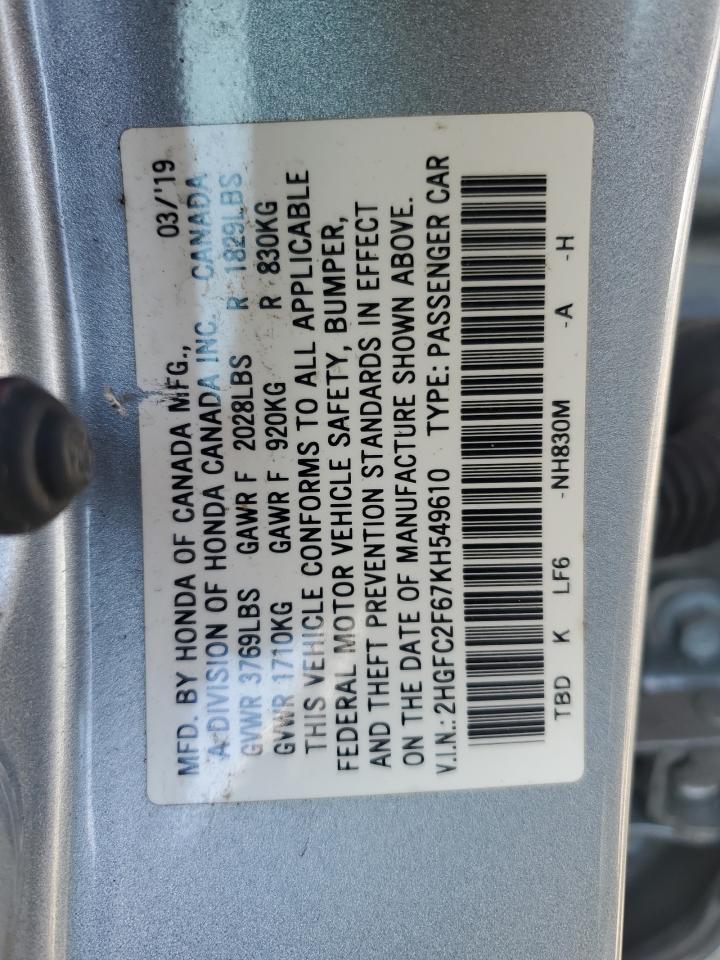 MFD. BY HONDA OF CANADA MFG., 03/'19
A DIVISION OF HONDA CANADA INC. CANADA
GVWR 3769LBS GAWR F 2028LBS R 1829LBS
GVWR 1710KG GAWR F 920KG R 830KG
THIS VEHICLE CONFORMS TO ALL APPLICABLE
FEDERAL MOTOR VEHICLE SAFETY, BUMPER,
AND THEFT PREVENTION STANDARDS IN EFFECT
ON THE DATE OF MANUFACTURE SHOWN ABOVE.
V.I.N.: 2HGFC2F67KH549610 TYPE: PASSENGER CAR
TBD K LF6 -NH830M -A -H